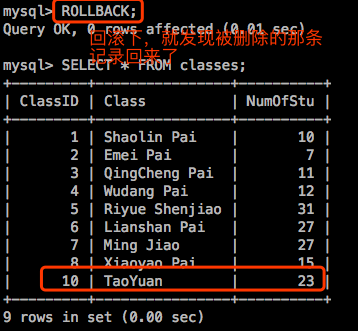 mysql> ROLLBACK;
Query OK, 0 rows affected (0.01 sec)
回滚下，就发现被删除的那条
记录回来了
mysql> SELECT * FROM classes;
+---------+---------------+----------+
| ClassID | Class | NumOfStu |
+---------+---------------+----------+
| 1 | Shaolin Pai | 10 |
| 2 | Emei Pai | 7 |
| 3 | QingCheng Pai | 11 |
| 4 | Wudang Pai | 12 |
| 5 | Riyue Shenjiao | 31 |
| 6 | Lianshan Pai | 27 |
| 7 | Ming Jiao | 27 |
| 8 | Xiaoyao Pai | 15 |
| 10 | TaoYuan | 23 |
+---------+---------------+----------+
9 rows in set (0.00 sec)